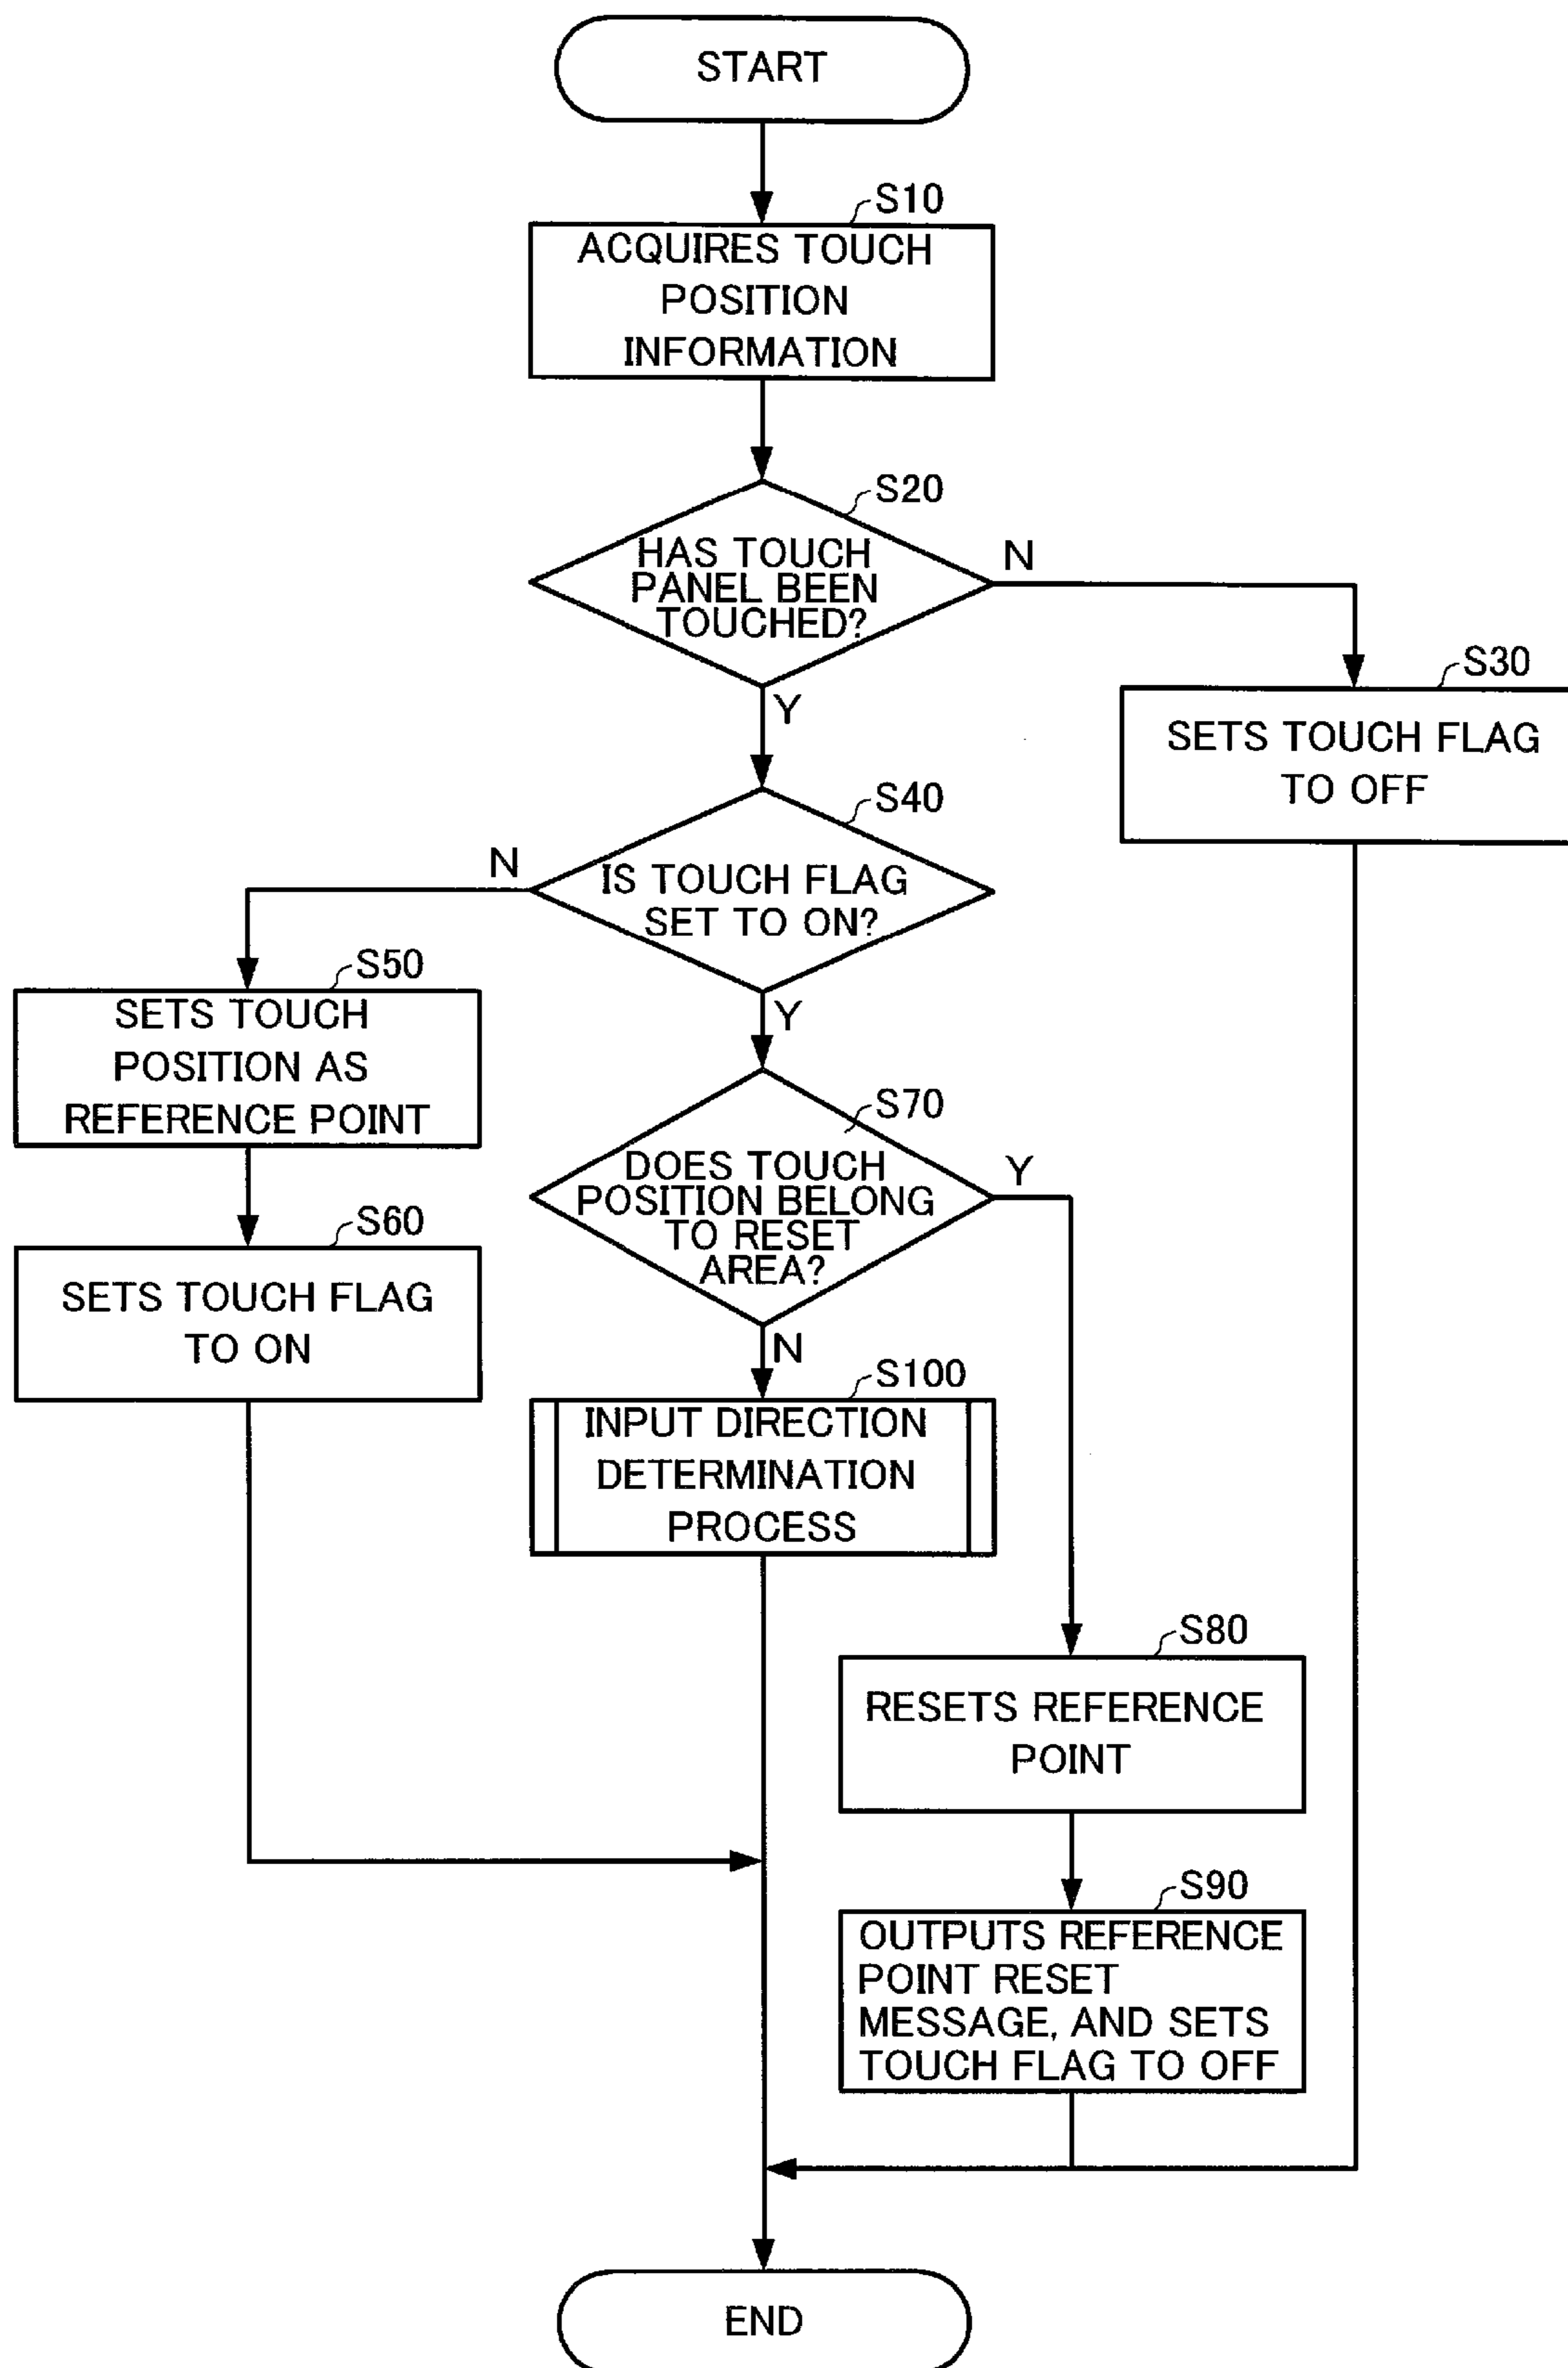 START
S10
ACQUIRES TOUCH
POSITION
INFORMATION
S20
HAS TOUCH
PANEL BEEN
TOUCHED?
N
Y
S30
SETS TOUCH FLAG
TO OFF
S40
IS TOUCH FLAG
SET TO ON?
N
Y
S50
SETS TOUCH
POSITION AS
REFERENCE POINT
S60
SETS TOUCH FLAG
TO ON
S70
DOES TOUCH
POSITION BELONG
TO RESET
AREA?
Y
N
S100
INPUT DIRECTION
DETERMINATION
PROCESS
S80
RESETS REFERENCE
POINT
S90
OUTPUTS REFERENCE
POINT RESET
MESSAGE, AND SETS
TOUCH FLAG TO OFF
END